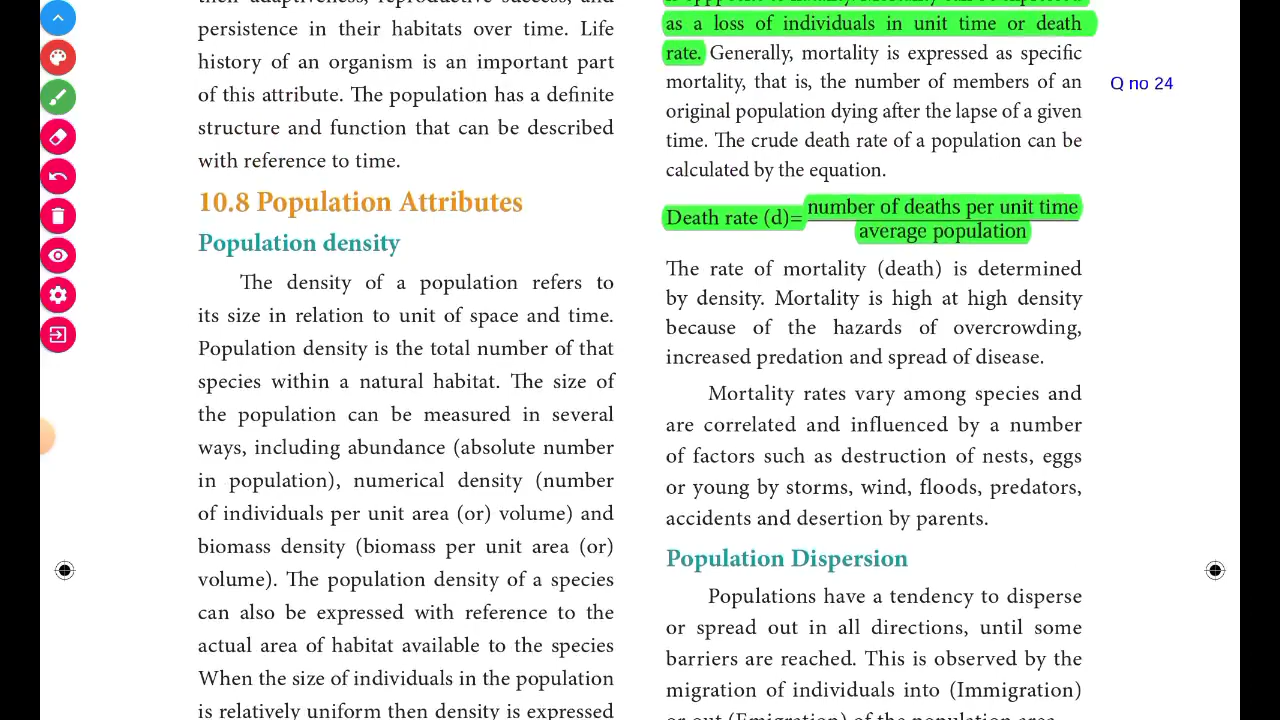 their adaptiveness, reproductive success, and
persistence in their habitats over time. Life
history of an organism is an important part
of this attribute. The population has a definite
structure and function that can be described
with reference to time.
10.8 Population Attributes
Population density
The density of a population refers to
its size in relation to unit of space and time.
Population density is the total number of that
species within a natural habitat. The size of
the population can be measured in several
ways, including abundance (absolute number
in population), numerical density (number
of individuals per unit area (or) volume) and
biomass density (biomass per unit area (or)
volume). The population density of a species
can also be expressed with reference to the
actual area of habitat available to the species
When the size of individuals in the population
is relatively uniform then density is expressed
as a loss of individuals in unit time or death
rate. Generally, mortality is expressed as specific
mortality, that is, the number of members of an
original population dying after the lapse of a given
time. The crude death rate of a population can be
calculated by the equation.
Death rate (d)= number of deaths per unit time
average population
The rate of mortality (death) is determined
by density. Mortality is high at high density
because of the hazards of overcrowding,
increased predation and spread of disease.
Mortality rates vary among species and
are correlated and influenced by a number
of factors such as destruction of nests, eggs
or young by storms, wind, floods, predators,
accidents and desertion by parents.
Population Dispersion
Populations have a tendency to disperse
or spread out in all directions, until some
barriers are reached. This is observed by the
migration of individuals into (Immigration)
or out (Emigration) of the population area.
Q no 24